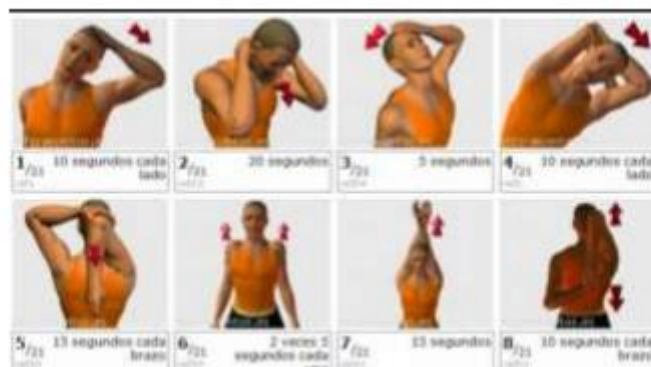 1/21 10 segundos cada
lado
2/21 20 segundos
3/21 5 segundos
4/21 10 segundos cada
lado
5/21 15 segundos cada
brazo
6/21 2 veces 5
segundos cada
7/21 15 segundos
8/21 10 segundos cada
brazo